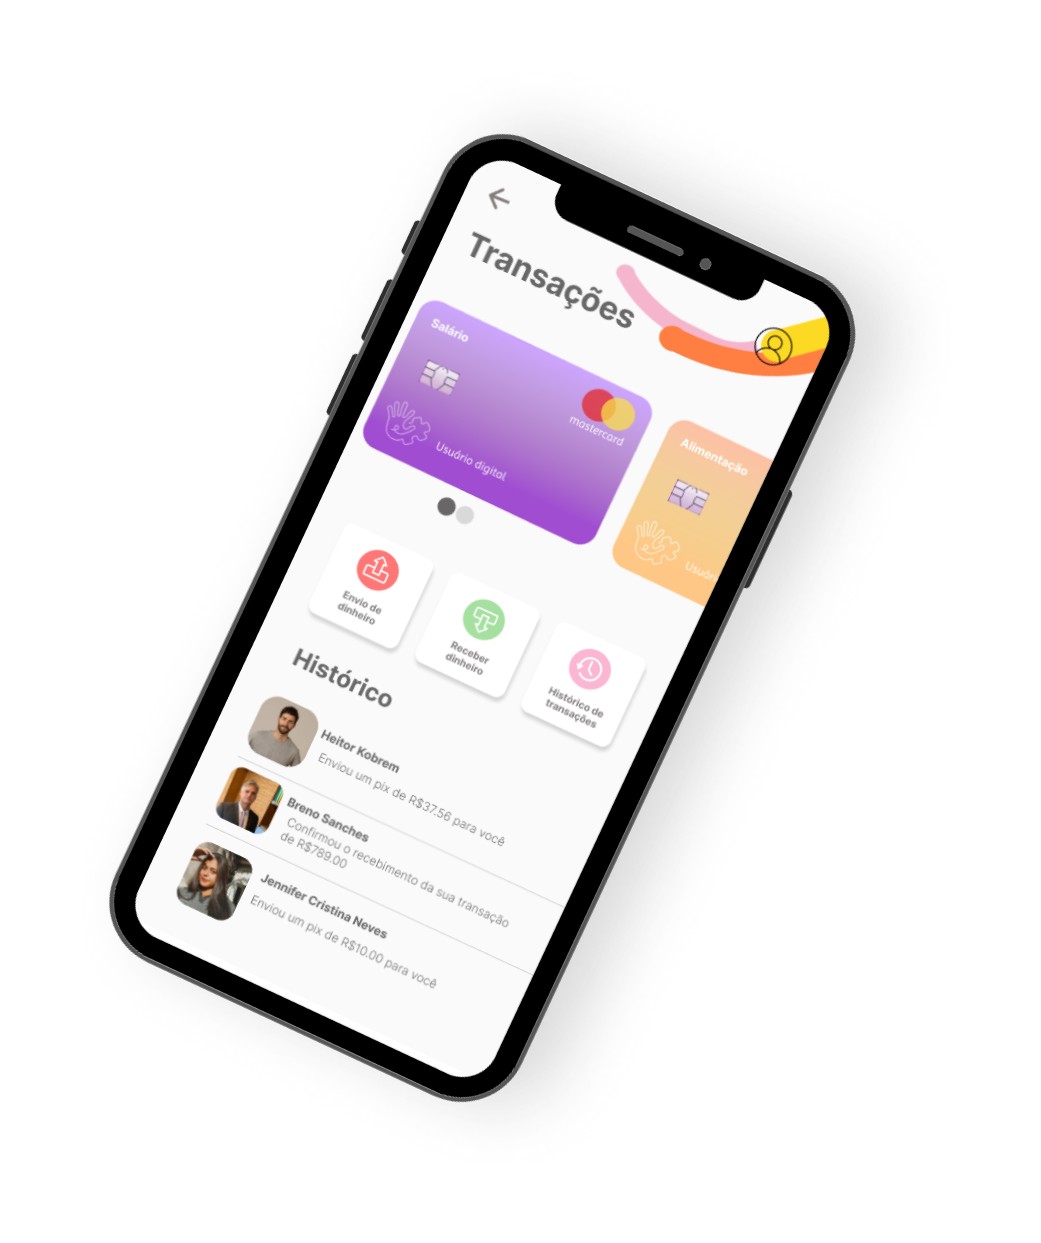 Transações
Salário
mastercard
Usuário digital
Alimentação
Envio de
dinheiro
Receber
dinheiro
Histórico de
transações
Histórico
Heitor Kobrem
Enviou um pix de R$37.56 para você
Breno Sanches
Confirmou o recebimento da sua transação
de R$789.00
Jennifer Cristina Neves
Enviou um pix de R$10.00 para você